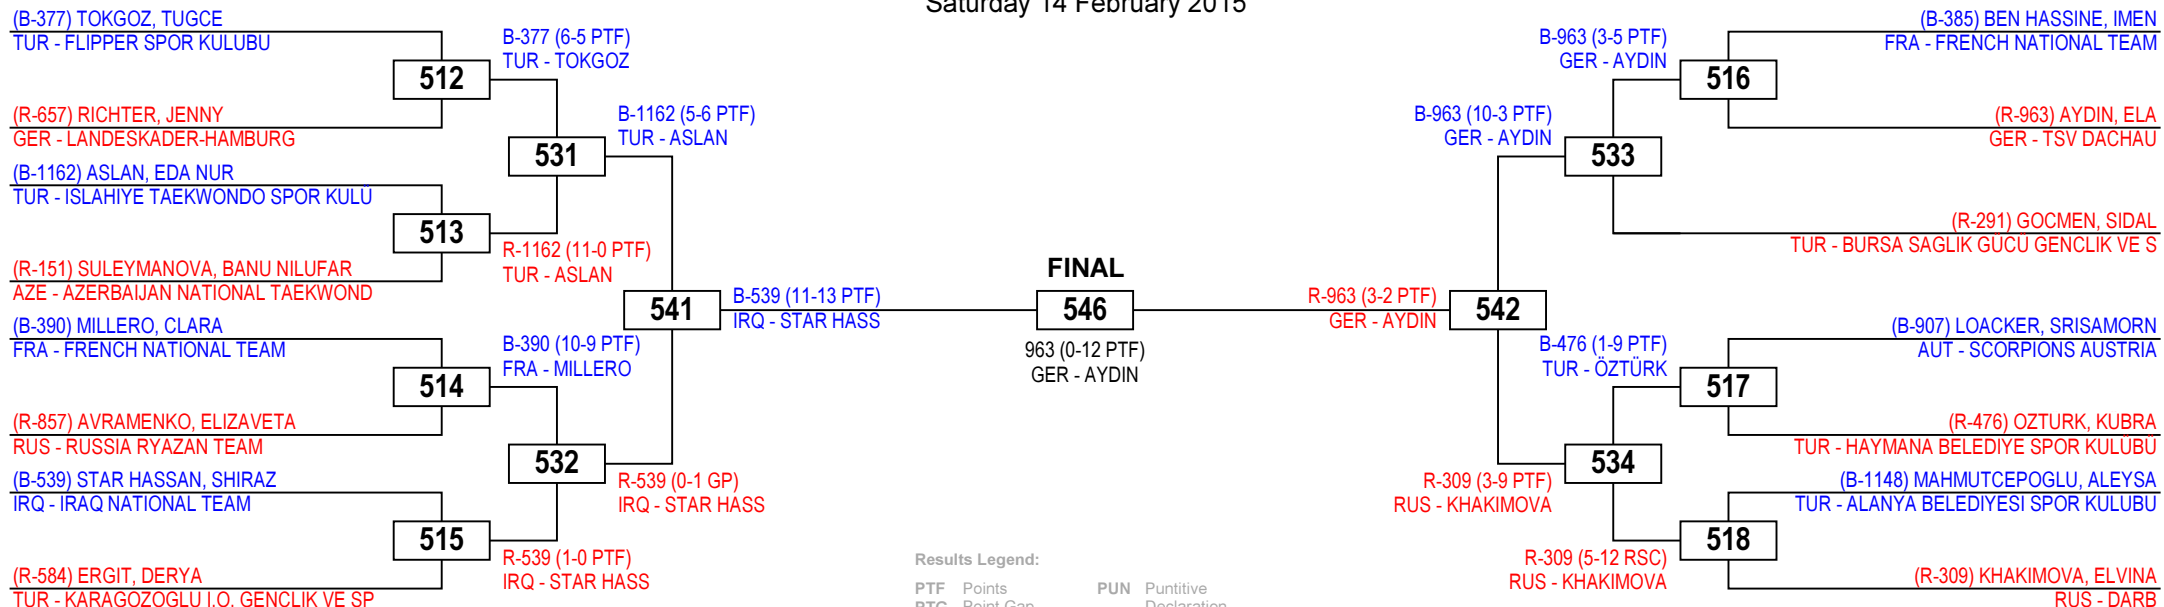 Saturday 14 February 2015
(B-377) TOKGOZ, TUGCE
TUR - FLIPPER SPOR KULUBU
512
(R-657) RICHTER, JENNY
GER - LANDESKADER-HAMBURG
(B-1162) ASLAN, EDA NUR
TUR - ISLAHIYE TAEKWONDO SPOR KULÜ
513
(R-151) SULEYMANOVA, BANU NILUFAR
AZE - AZERBAIJAN NATIONAL TAEKWOND
(B-390) MILLERO, CLARA
FRA - FRENCH NATIONAL TEAM
514
(R-857) AVRAMENKO, ELIZAVETA
RUS - RUSSIA RYAZAN TEAM
(B-539) STAR HASSAN, SHIRAZ
IRQ - IRAQ NATIONAL TEAM
515
(R-584) ERGIT, DERYA
TUR - KARAGOZOGLU I.O. GENCLIK VE SP
B-377 (6-5 PTF)
TUR - TOKGOZ
531
R-1162 (11-0 PTF)
TUR - ASLAN
B-390 (10-9 PTF)
FRA - MILLERO
532
R-539 (1-0 PTF)
IRQ - STAR HASS
B-1162 (5-6 PTF)
TUR - ASLAN
541
R-539 (0-1 GP)
IRQ - STAR HASS
B-539 (11-13 PTF)
IRQ - STAR HASS
FINAL
546
963 (0-12 PTF)
GER - AYDIN
R-963 (3-2 PTF)
GER - AYDIN
B-963 (10-3 PTF)
GER - AYDIN
542
R-309 (3-9 PTF)
RUS - KHAKIMOVA
B-963 (3-5 PTF)
GER - AYDIN
533
B-476 (1-9 PTF)
TUR - ÖZTÜRK
534
R-309 (5-12 RSC)
RUS - KHAKIMOVA
(B-385) BEN HASSINE, IMEN
FRA - FRENCH NATIONAL TEAM
516
(R-963) AYDIN, ELA
GER - TSV DACHAU
(R-291) GOCMEN, SIDAL
TUR - BURSA SAGLIK GÜCÜ GENCLIK VE S
(B-907) LOACKER, SRISAMORN
AUT - SCORPIONS AUSTRIA
517
(R-476) OZTURK, KUBRA
TUR - HAYMANA BELEDIYE SPOR KULÜBÜ
(B-1148) MAHMUTCEPOGLU, ALEYSA
TUR - ALANYA BELEDIYESI SPOR KULUBU
518
(R-309) KHAKIMOVA, ELVINA
RUS - DARB
Results Legend:
PTF Points PUN Puntitive
PTG Point Gap Declaration